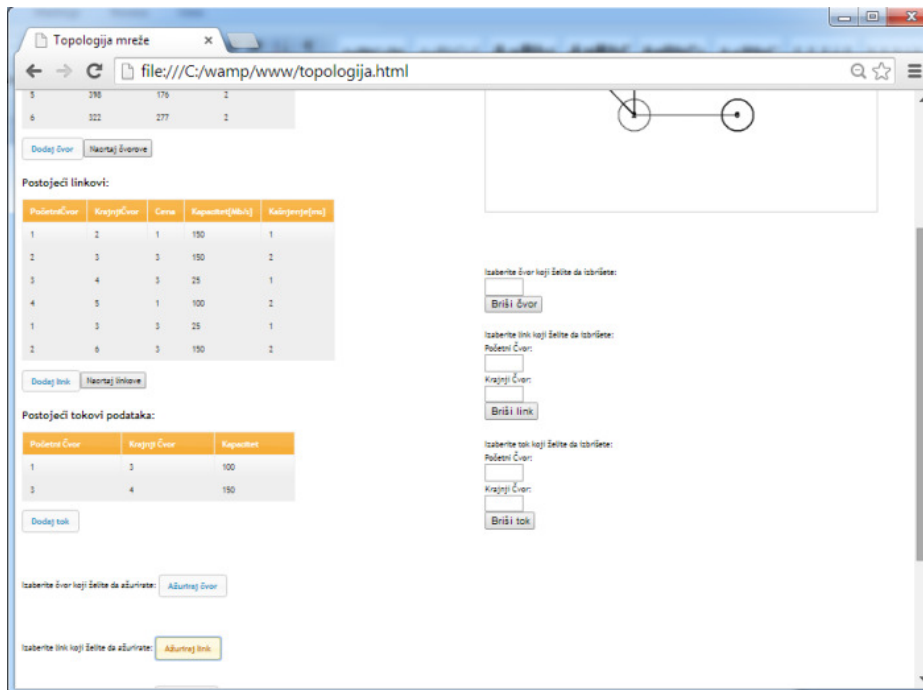 Topologija mreže
file:///C:/wamp/www/topologija.html
5 398 176 2
6 322 277 2
Dodaj čvor Nacrtaj čvorove
Postojeći linkovi:
PočetniČvor KrajnjiČvor Cena Kapacitet[Mb/s] Kašnjenje[ms]
1 2 1 150 1
2 3 3 150 2
3 4 3 25 1
4 5 1 100 2
1 3 3 25 1
2 6 3 150 2
Dodaj link Nacrtaj linkove
Postojeći tokovi podataka:
Početni Čvor Krajnji Čvor Kapacitet
1 3 100
3 4 150
Dodaj tok
Izaberite čvor koji želite da ažurirate: Ažuriraj čvor
Izaberite link koji želite da ažurirate: Ažuriraj link
Izaberite čvor koji želite da izbrišete:
Briši čvor
Izaberite link koji želite da izbrišete:
Početni Čvor:
Krajnji Čvor:
Briši link
Izaberite tok koji želite da izbrišete:
Početni Čvor:
Krajnji Čvor:
Briši tok